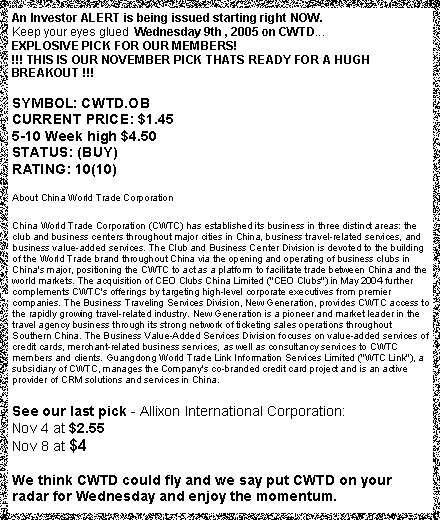 An Investor ALERT is being issued starting right NOW.
Keep your eyes glued Wednesday 9th, 2005 on CWTD...
EXPLOSIVE PICK FOR OUR MEMBERS!
!!! THIS IS OUR NOVEMBER PICK THATS READY FOR A HUGH
BREAKOUT !!!
SYMBOL: CWTD.OB
CURRENT PRICE: $1.45
5-10 Week high $4.50
STATUS: (BUY)
RATING: 10(10)
About China World Trade Corporation
China World Trade Corporation (CWTC) has established its business in three distinct areas: the
club and business centers throughout major cities in China, business travel-related services, and
business value-added services. The Club and Business Center Division is devoted to the building
of the World Trade brand throughout China via the opening and operating of business clubs in
China's major, positioning the CWTC to act as a platform to facilitate trade between China and the
world markets. The acquisition of CEO Clubs China Limited ("CEO Clubs") in May 2004 further
complements CWTC's offerings by targeting high-level corporate executives from premier
companies. The Business Traveling Services Division, New Generation, provides CWTC access to
the rapidly growing travel-related industry. New Generation is a pioneer and market leader in the
travel agency business through its strong network of ticketing sales operations throughout
Southern China. The Business Value-Added Services Division focuses on value-added services of
credit cards, merchant-related business services, as well as consultancy services to CWTC
members and clients. Guangdong World Trade Link Information Services Limited ("WTC Link"), a
subsidiary of CWTC, manages the Company's co-branded credit card project and is an active
provider of CRM solutions and services in China.
See our last pick - Allixon International Corporation:
Nov 4 at $2.55
Nov 8 at $4
We think CWTD could fly and we say put CWTD on your
radar for Wednesday and enjoy the momentum.